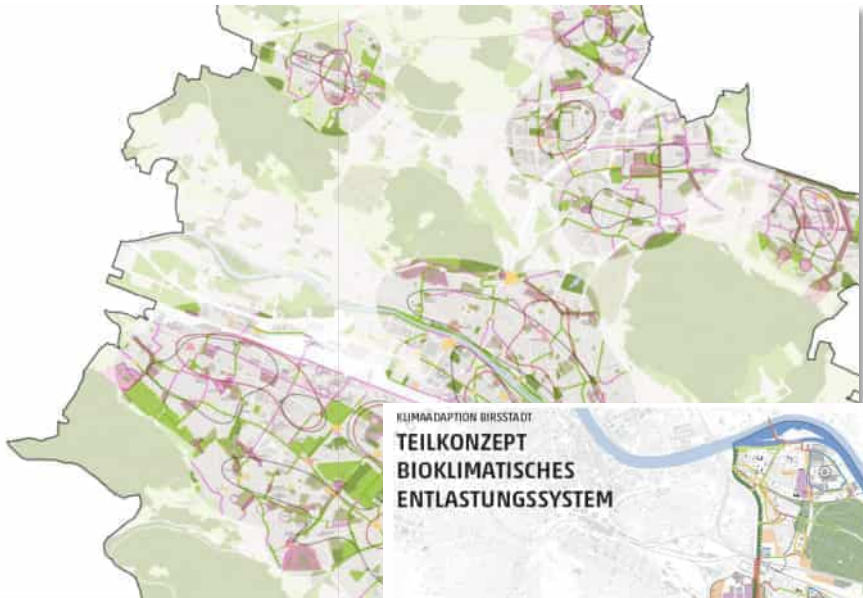 KLIMAADAPTION BIRSSTADT
TEILKONZEPT
BIOKLIMATISCHES
ENTLASTUNGSSYSTEM